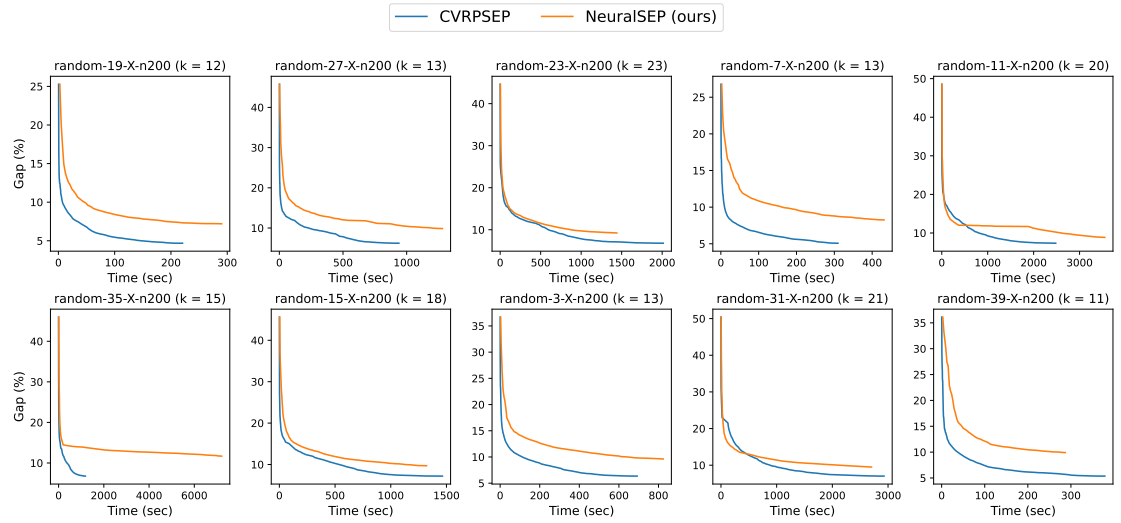 CVRPSEP NeuralSEP (ours)
random-19-X-n200 (k = 12) random-27-X-n200 (k = 13) random-23-X-n200 (k = 23) random-7-X-n200 (k = 13) random-11-X-n200 (k = 20)
Gap (%)
25 20 15 10 5
0 100 200 300
Time (sec)
40 30 20 10
0 500 1000
Time (sec)
40 30 20 10
0 500 1000 1500 2000
Time (sec)
25 20 15 10 5
0 100 200 300 400
Time (sec)
50 40 30 20 10
0 1000 2000 3000
Time (sec)
random-35-X-n200 (k = 15) random-15-X-n200 (k = 18) random-3-X-n200 (k = 13) random-31-X-n200 (k = 21) random-39-X-n200 (k = 11)
Gap (%)
40 30 20 10
0 2000 4000 6000
Time (sec)
40 30 20 10
0 500 1000 1500
Time (sec)
35 30 25 20 15 10 5
0 200 400 600 800
Time (sec)
50 40 30 20 10
0 1000 2000 3000
Time (sec)
35 30 25 20 15 10 5
0 100 200 300
Time (sec)